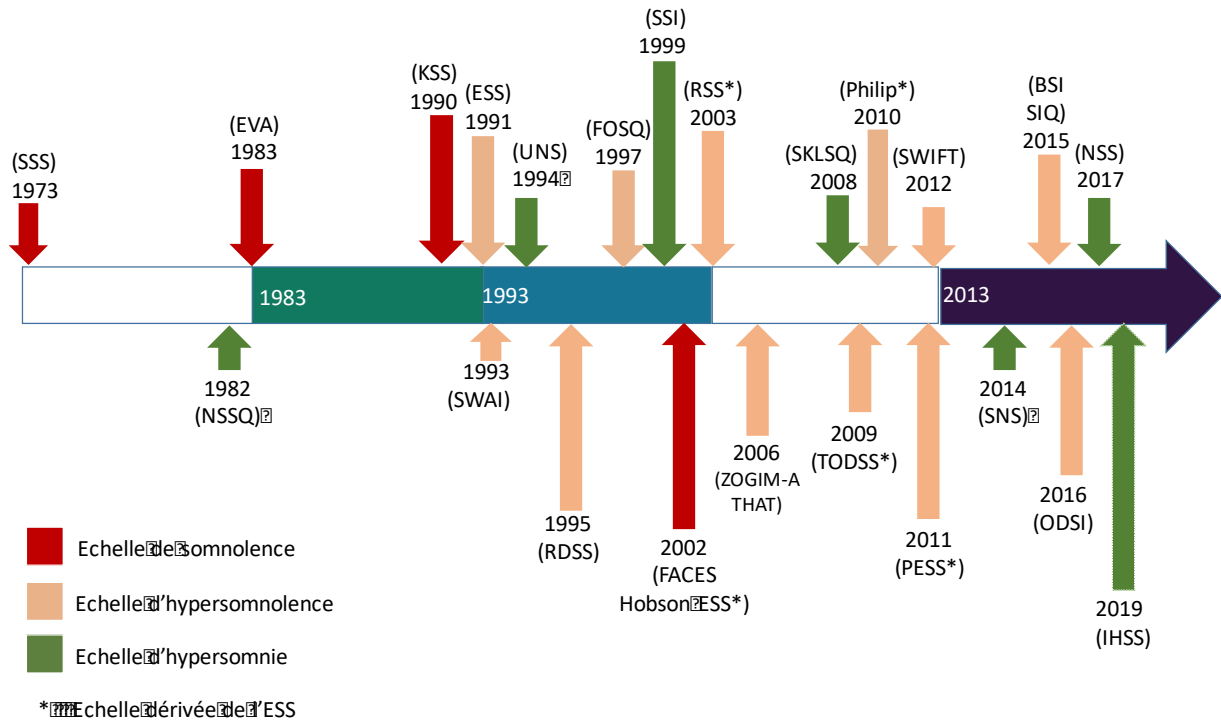 (SSS)
1973
(EVA)
1983
(KSS)
1990
(ESS)
1991
(UNS)
1994
(FOSQ)
1997
(SSI)
1999
(RSS*)
2003
(SKLSQ)
2008
(Philip*)
2010
(SWIFT)
2012
(BSI
SIQ)
2015
(NSS)
2017
1983
1993
2013
1982
(NSSQ)
1993
(SWAI)
1995
(RDSS)
2002
(FACES
Hobson ESS*)
2006
(ZOGIM-A
THAT)
2009
(TODSS*)
2011
(PESS*)
2014
(SNS)
2016
(ODSI)
2019
(IHSS)
Echelle de somnolence
Echelle d'hypersomnolence
Echelle d'hypersomnie
* Echelle dérivée de l'ESS